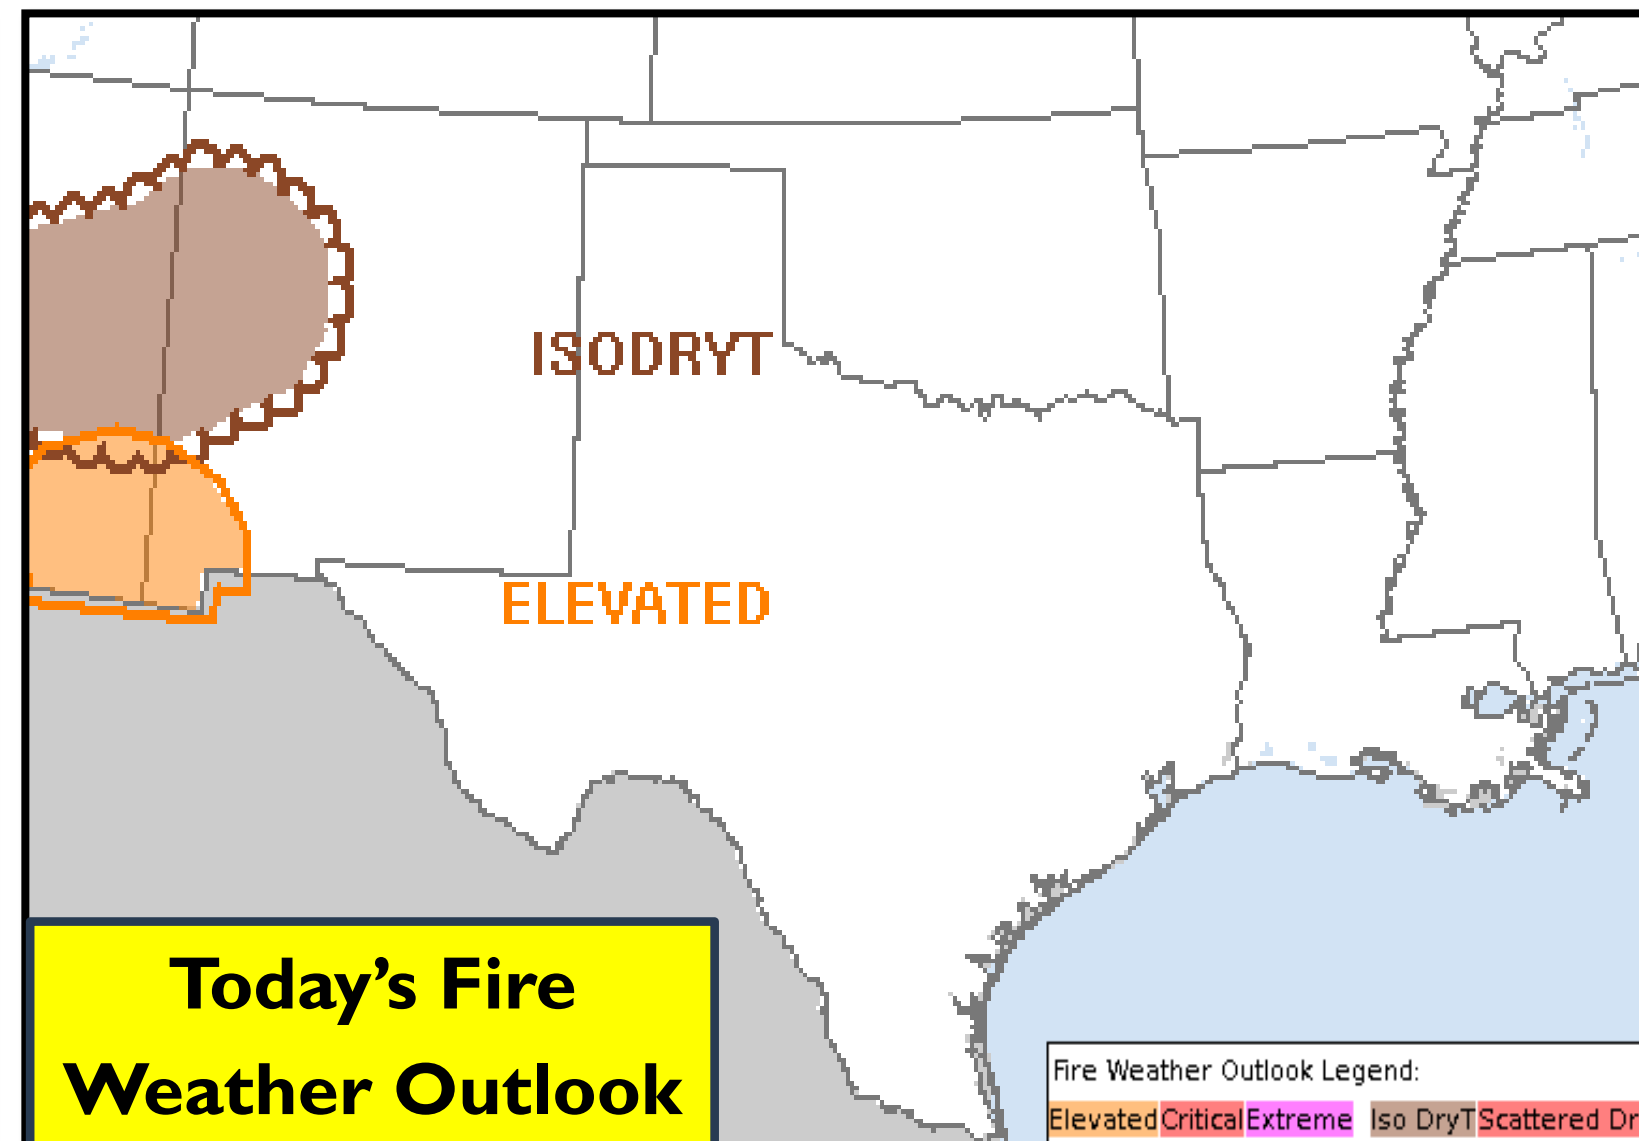 ISODRYT
ELEVATED
Today's Fire
Weather Outlook
Fire Weather Outlook Legend:
Elevated Critical Extreme Iso DryT Scattered Dr